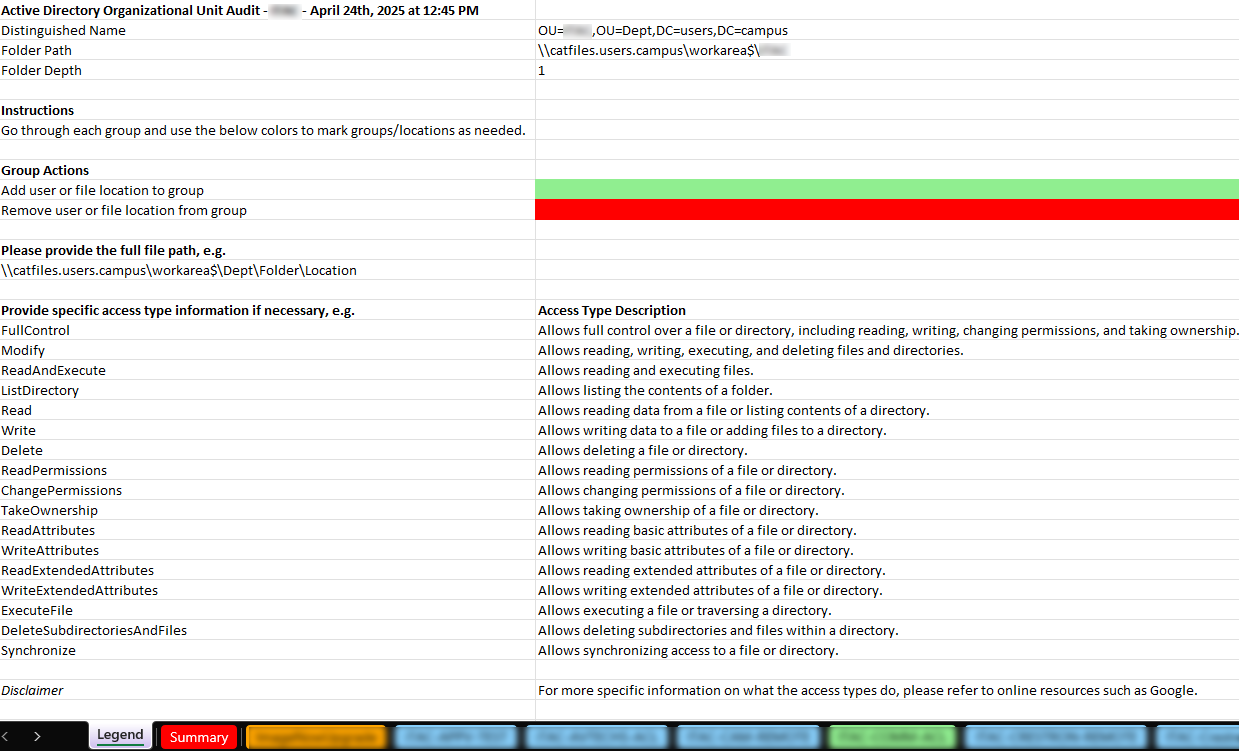 Active Directory Organizational Unit Audit - - April 24th, 2025 at 12:45 PM
Distinguished Name OU= ,OU=Dept,DC=users,DC=campus
Folder Path \\catfiles.users.campus\workarea$\
Folder Depth 1
Instructions
Go through each group and use the below colors to mark groups/locations as needed.
Group Actions
Add user or file location to group
Remove user or file location from group
Please provide the full file path, e.g.
\\catfiles.users.campus\workarea$\Dept\Folder\Location
Provide specific access type information if necessary, e.g. Access Type Description
FullControl Allows full control over a file or directory, including reading, writing, changing permissions, and taking ownership.
Modify Allows reading, writing, executing, and deleting files and directories.
ReadAndExecute Allows reading and executing files.
ListDirectory Allows listing the contents of a folder.
Read Allows reading data from a file or listing contents of a directory.
Write Allows writing data to a file or adding files to a directory.
Delete Allows deleting a file or directory.
ReadPermissions Allows reading permissions of a file or directory.
ChangePermissions Allows changing permissions of a file or directory.
TakeOwnership Allows taking ownership of a file or directory.
ReadAttributes Allows reading basic attributes of a file or directory.
WriteAttributes Allows writing basic attributes of a file or directory.
ReadExtendedAttributes Allows reading extended attributes of a file or directory.
WriteExtendedAttributes Allows writing extended attributes of a file or directory.
ExecuteFile Allows executing a file or traversing a directory.
DeleteSubdirectoriesAndFiles Allows deleting subdirectories and files within a directory.
Synchronize Allows synchronizing access to a file or directory.
Disclaimer For more specific information on what the access types do, please refer to online resources such as Google.
Legend Summary